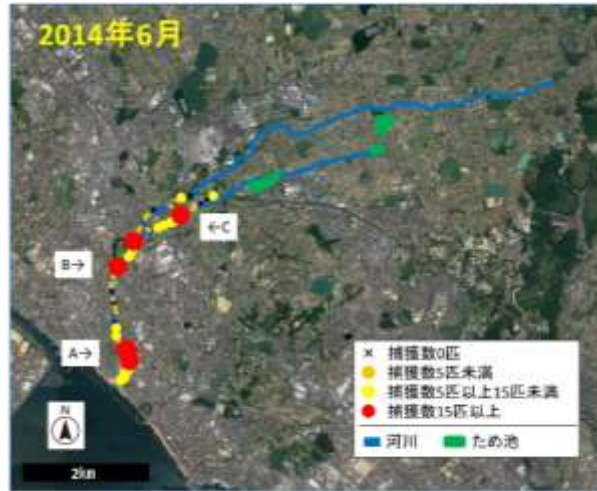 2014年6月
←C
B→
A→
× 捕獲数0匹
捕獲数5匹未満
捕獲数5匹以上15匹未満
捕獲数15匹以上
河川 ため池
N
2km